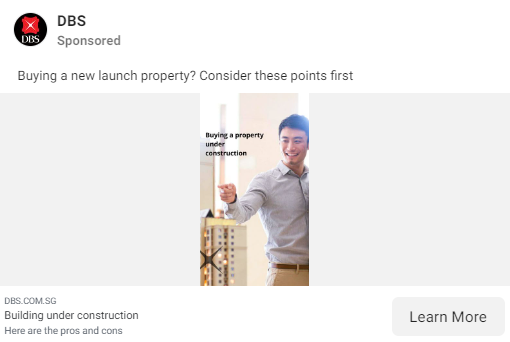 DBS
Sponsored
DBS
Buying a new launch property? Consider these points first
Buying a property
under
construction
DBS.COM.SG
Building under construction
Here are the pros and cons
Learn More